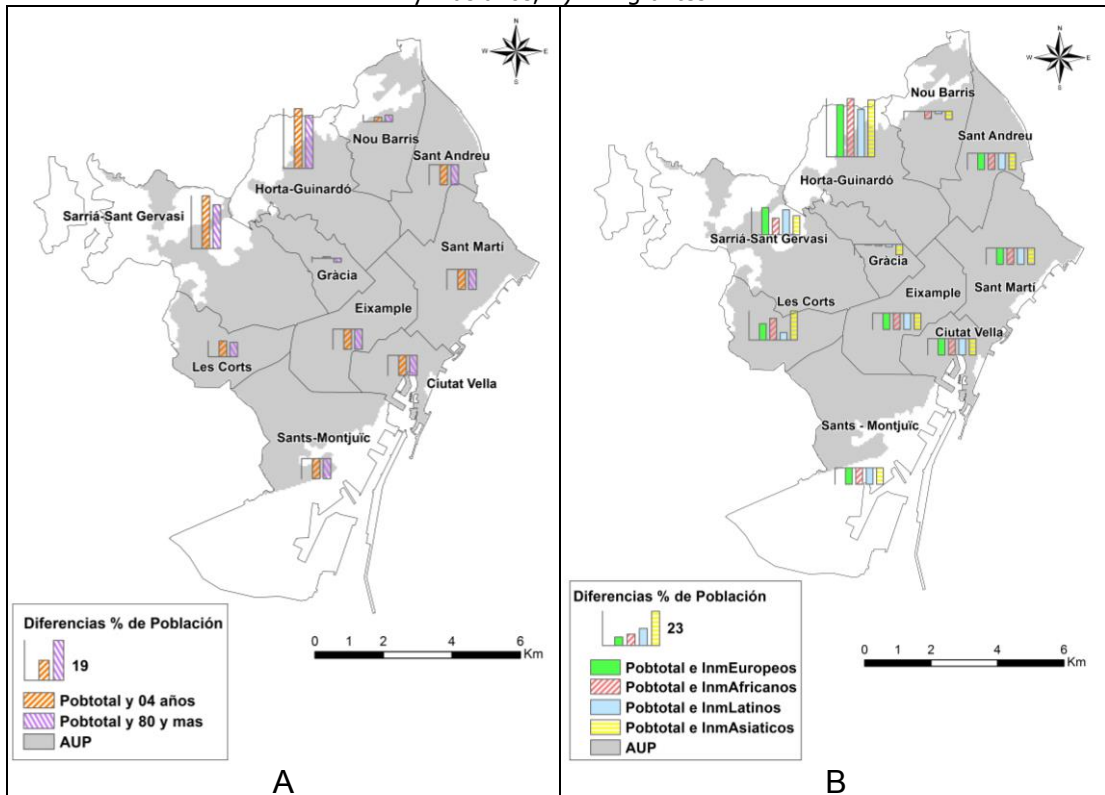 N
W E
S
Nou Barris
Sant Andreu
Horta-Guinardó
Sarriá-Sant Gervasi
Sant Martí
Gràcia
Eixample
Les Corts
Ciutat Vella
Sants-Montjuïc
Diferencias % de Población
19
Pobtotal y 04 años
Pobtotal y 80 y mas
AUP
0 2 4 6
Km
A
N
W E
S
Nou Barris
Sant Andreu
Horta-Guinardó
Sarriá-Sant Gervasi
Gràcia
Sant Martí
Les Corts
Eixample
Ciutat Vella
Sants - Montjuïc
Diferencias % de Población
23
Pobtotal e InmEuropeos
Pobtotal e InmAfricanos
Pobtotal e InmLatinos
Pobtotal e InmAsiaticos
AUP
0 2 4 6
Km
B